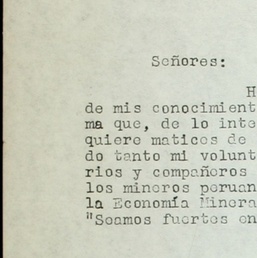 Señores:
H
de mis conocimient
ma que, de lo inte
quiere matices de
do tanto mi volunt
rios y compañeros
los mineros peruan
la Economía Minera
"Seamos fuertes en